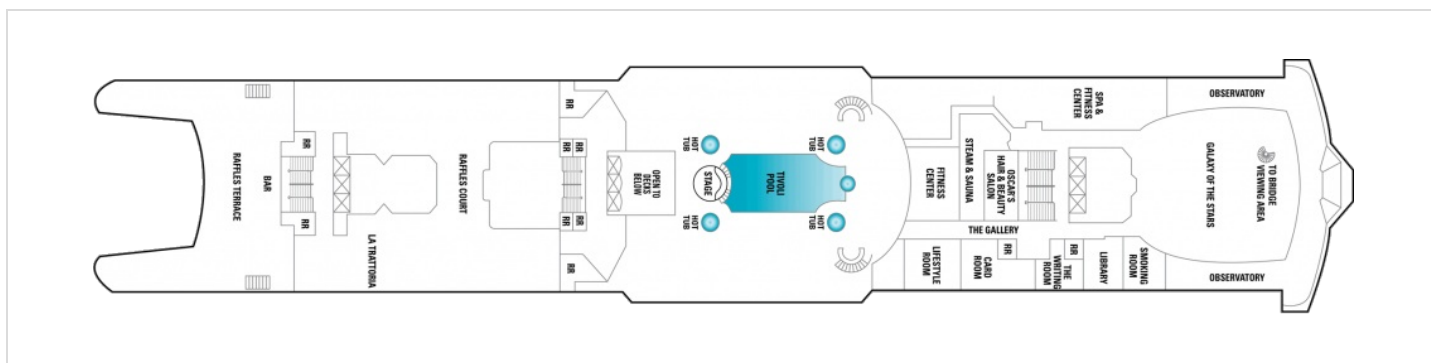 RAFFLES TERRACE
BAR
RR
RR
LA TRATTORIA
RAFFLES COURT
RR
RR
RR
RR
RR
RR
OPEN TO
DECKS
BELOW
HOT
TUB
STAGE
HOT
TUB
TIVOLI
POOL
HOT
TUB
HOT
TUB
FITNESS
CENTER
STEAM & SAUNA
OSCAR'S
HAIR & BEAUTY
SALON
SPA &
FITNESS
CENTER
THE GALLERY
LIFESTYLE
ROOM
CARD
ROOM
RR
THE
WRITING
ROOM
RR
LIBRARY
SMOKING
ROOM
OBSERVATORY
GALAXY OF THE STARS
TO BRIDGE
VIEWING AREA
OBSERVATORY